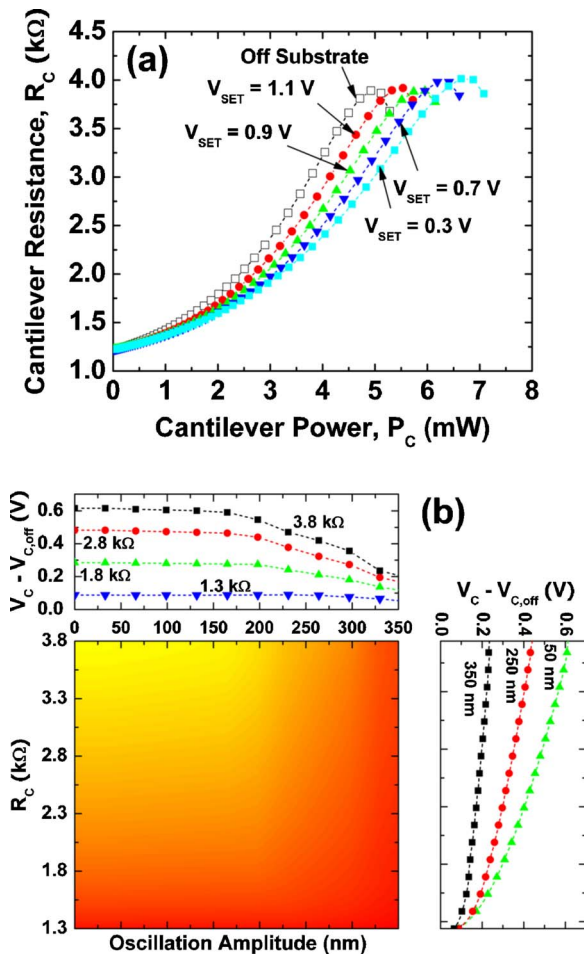 (a)
Off Substrate
V_SET = 1.1 V
V_SET = 0.9 V
V_SET = 0.7 V
V_SET = 0.3 V
Cantilever Resistance, R_C (kΩ)
4.5
4.0
3.5
3.0
2.5
2.0
1.5
1.0
0 1 2 3 4 5 6 7 8
Cantilever Power, P_C (mW)
(b)
V_C - V_C,off (V)
0.6
0.4
0.2
0.0
3.8 kΩ
2.8 kΩ
1.8 kΩ
1.3 kΩ
0 50 100 150 200 250 300 350
V_C - V_C,off (V)
0.0 0.2 0.4 0.6
350 nm
250 nm
50 nm
R_C (kΩ)
3.8
3.3
2.8
2.3
1.8
1.3
Oscillation Amplitude (nm)